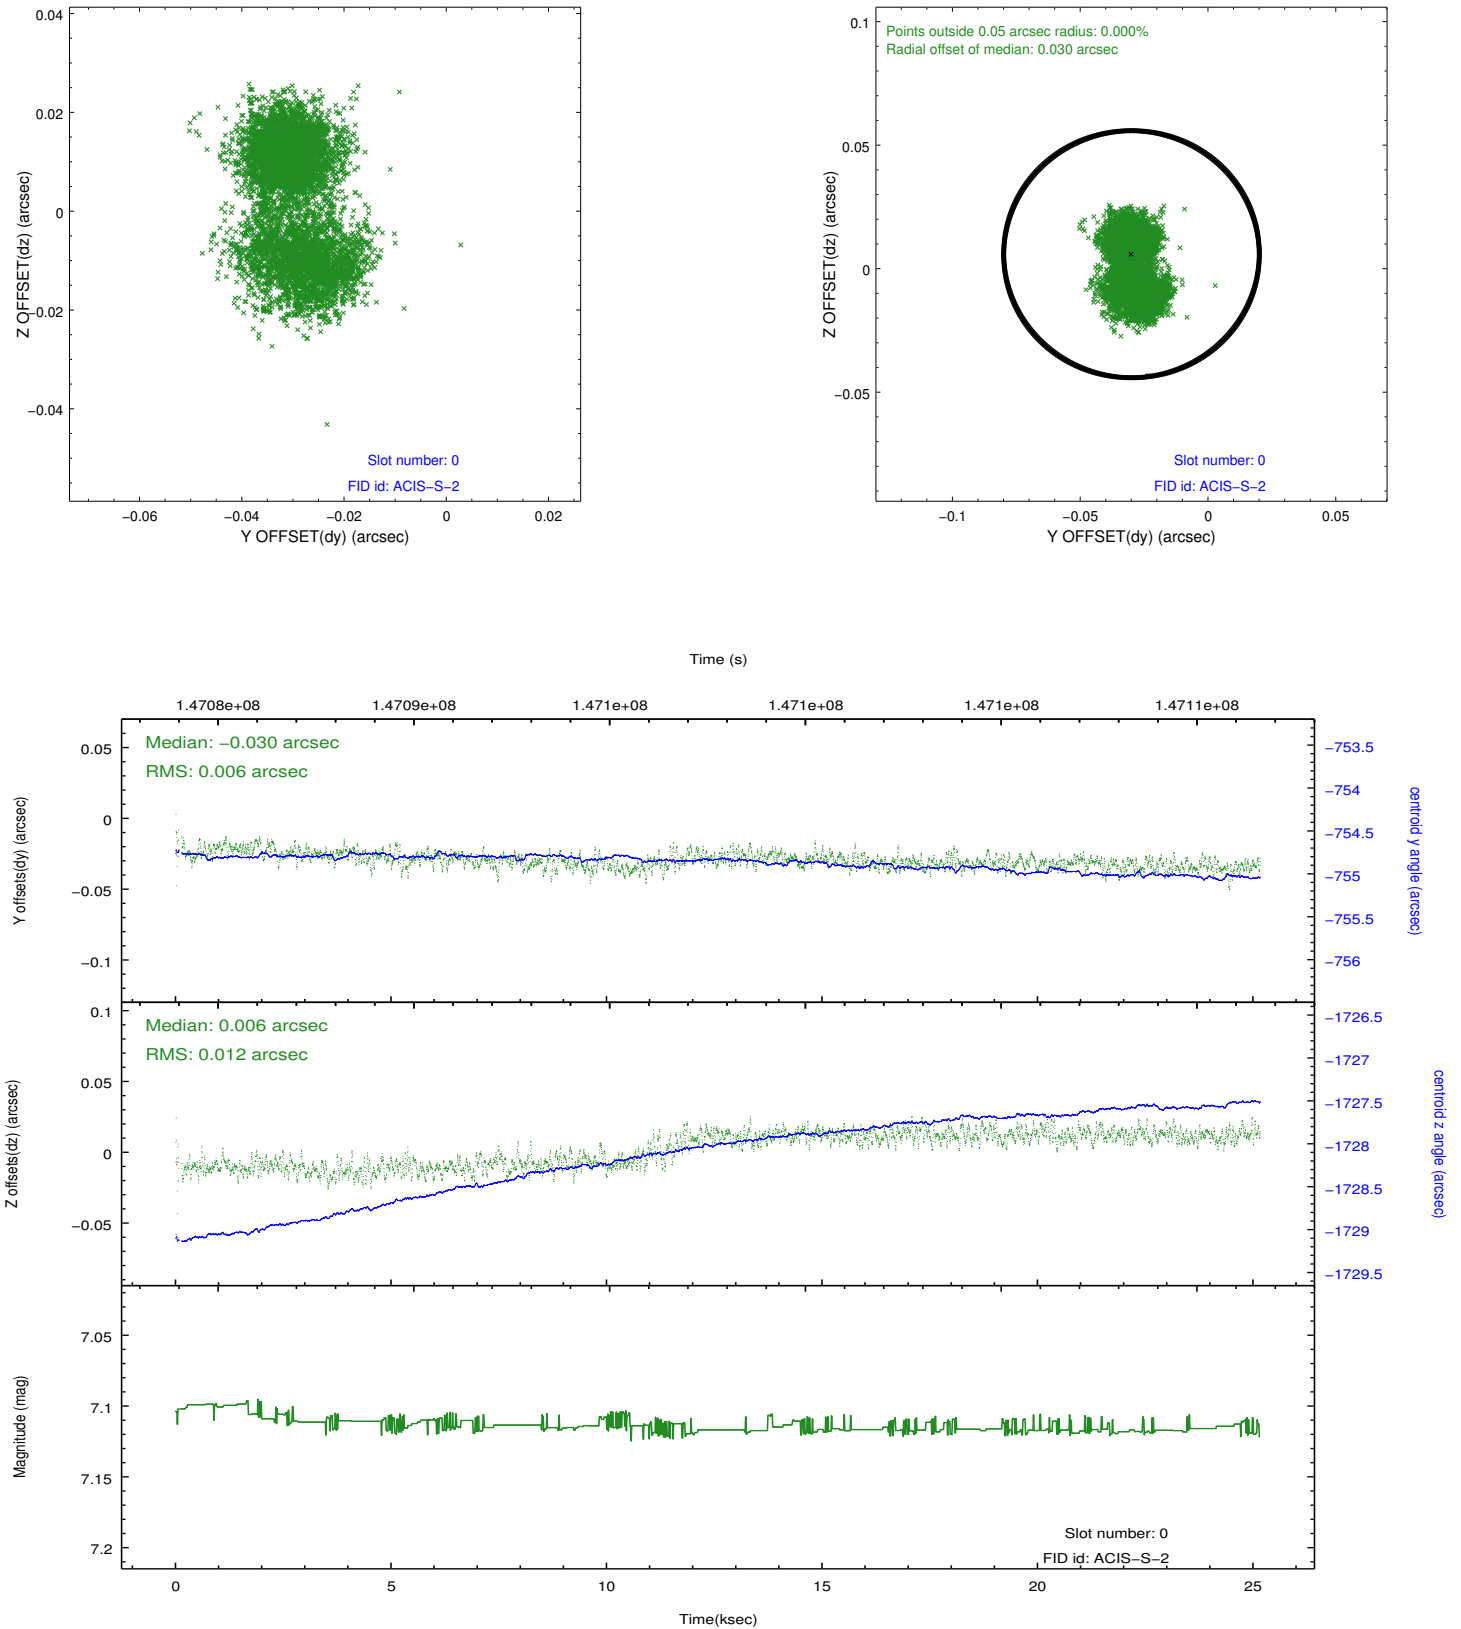 0.04
0.02
0
−0.02
−0.04
Z OFFSET(dz) (arcsec)
Slot number: 0
FID id: ACIS−S−2
−0.06 −0.04 −0.02 0 0.02
Y OFFSET(dy) (arcsec)
Points outside 0.05 arcsec radius: 0.000%
Radial offset of median: 0.030 arcsec
0.1
0.05
0
−0.05
Z OFFSET(dz) (arcsec)
Slot number: 0
FID id: ACIS−S−2
−0.1 −0.05 0 0.05
Y OFFSET(dy) (arcsec)
Time (s)
1.4708e+08 1.4709e+08 1.471e+08 1.471e+08 1.471e+08 1.4711e+08
Median: −0.030 arcsec
RMS: 0.006 arcsec
0.05
0
−0.05
−0.1
Y offsets(dy) (arcsec)
−753.5
−754
−754.5
−755
−755.5
−756
centroid y angle (arcsec)
Median: 0.006 arcsec
RMS: 0.012 arcsec
0.1
0.05
0
−0.05
Z offsets(dz) (arcsec)
−1726.5
−1727
−1727.5
−1728
−1728.5
−1729
−1729.5
centroid z angle (arcsec)
7.05
7.1
7.15
7.2
Magnitude (mag)
Slot number: 0
FID id: ACIS−S−2
0 5 10 15 20 25
Time(ksec)